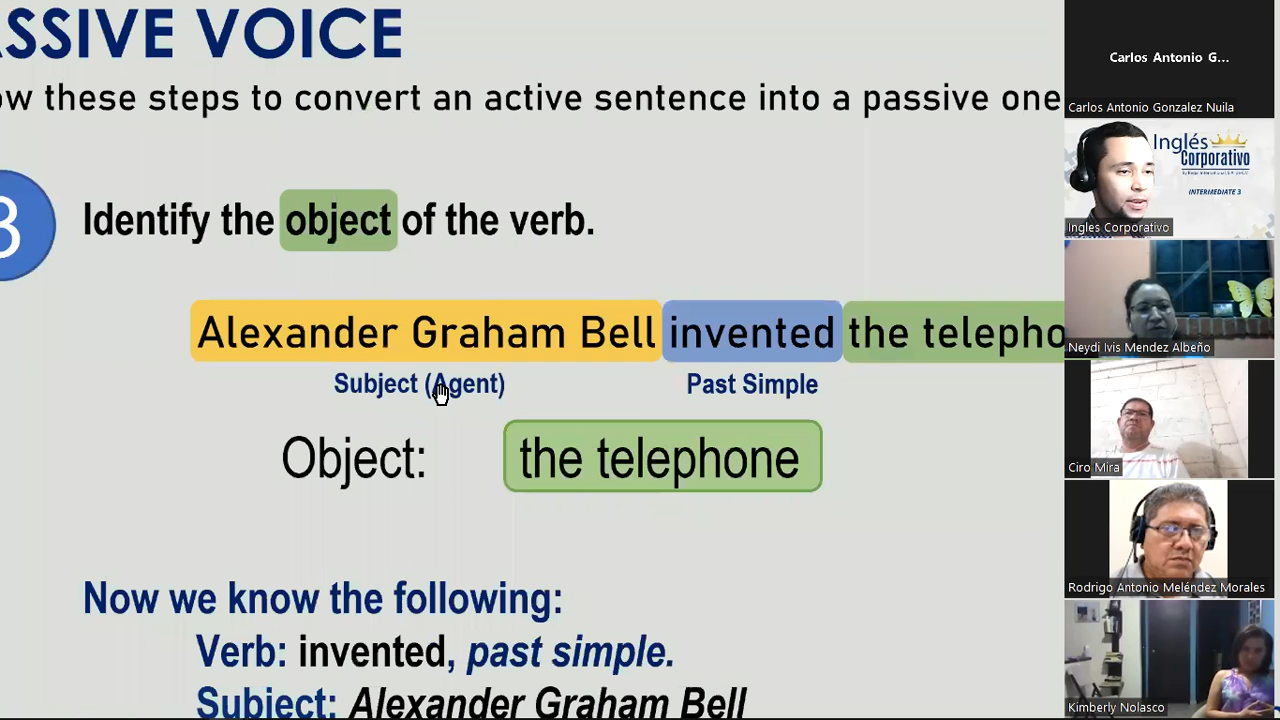 SSIVE VOICE
ow these steps to convert an active sentence into a passive one
3
Identify the object of the verb.
Alexander Graham Bell invented the telepho
Subject (Agent) Past Simple
Object: the telephone
Now we know the following:
Verb: invented, past simple.
Subject: Alexander Graham Bell
Carlos Antonio G...
Carlos Antonio Gonzalez Nuila
Inglés
Corporativo
INTERMEDIATE 3
Ingles Corporativo
Neydi Ivis Mendez Albeño
Ciro Mira
Rodrigo Antonio Meléndez Morales
Kimberly Nolasco